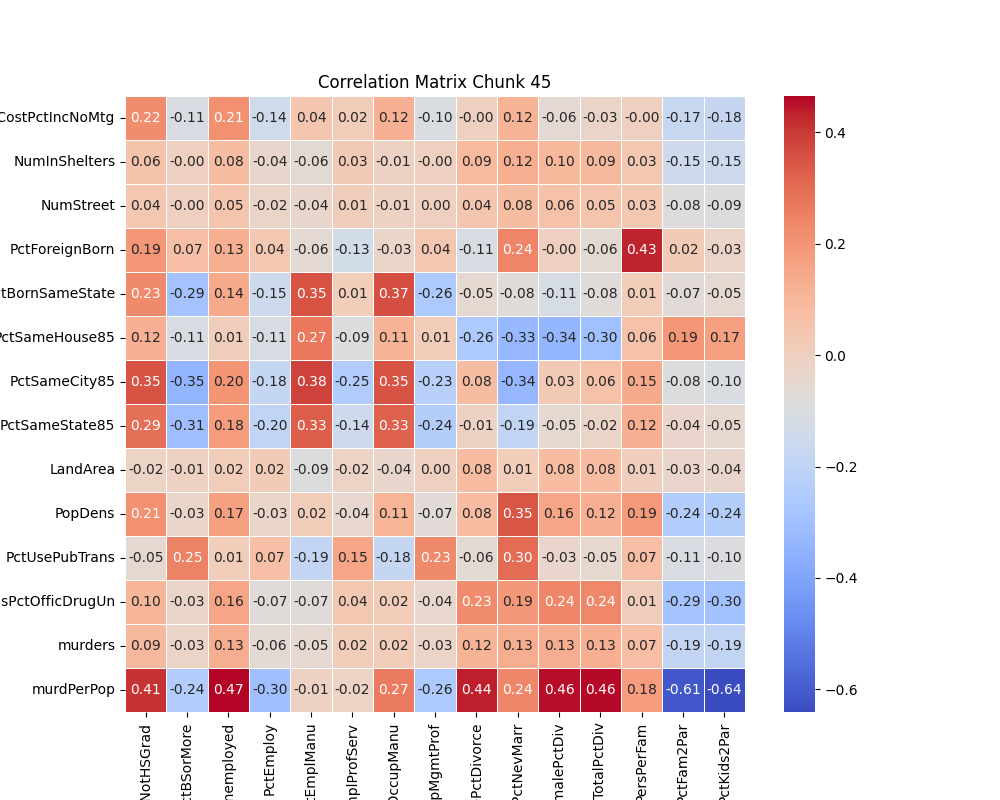 Correlation Matrix Chunk 45
CostPctIncNoMtg 0.22 -0.11 0.21 -0.14 0.04 0.02 0.12 -0.10 -0.00 0.12 -0.06 -0.03 -0.00 -0.17 -0.18
NumInShelters 0.06 -0.00 0.08 -0.04 -0.06 0.03 -0.01 -0.00 0.09 0.12 0.10 0.09 0.03 -0.15 -0.15
NumStreet 0.04 -0.00 0.05 -0.02 -0.04 0.01 -0.01 0.00 0.04 0.08 0.06 0.05 0.03 -0.08 -0.09
PctForeignBorn 0.19 0.07 0.13 0.04 -0.06 -0.13 -0.03 0.04 -0.11 0.24 -0.00 -0.06 0.43 0.02 -0.03
tBornSameState 0.23 -0.29 0.14 -0.15 0.35 0.01 0.37 -0.26 -0.05 -0.08 -0.11 -0.08 0.01 -0.07 -0.05
PctSameHouse85 0.12 -0.11 0.01 -0.11 0.27 -0.09 0.11 0.01 -0.26 -0.33 -0.34 -0.30 0.06 0.19 0.17
PctSameCity85 0.35 -0.35 0.20 -0.18 0.38 -0.25 0.35 -0.23 0.08 -0.34 0.03 0.06 0.15 -0.08 -0.10
PctSameState85 0.29 -0.31 0.18 -0.20 0.33 -0.14 0.33 -0.24 -0.01 -0.19 -0.05 -0.02 0.12 -0.04 -0.05
LandArea -0.02 -0.01 0.02 0.02 -0.09 -0.02 -0.04 0.00 0.08 0.01 0.08 0.08 0.01 -0.03 -0.04
PopDens 0.21 -0.03 0.17 -0.03 0.02 -0.04 0.11 -0.07 0.08 0.35 0.16 0.12 0.19 -0.24 -0.24
PctUsePubTrans -0.05 0.25 0.01 0.07 -0.19 0.15 -0.18 0.23 -0.06 0.30 -0.03 -0.05 0.07 -0.11 -0.10
sPctOfficDrugUn 0.10 -0.03 0.16 -0.07 -0.07 0.04 0.02 -0.04 0.23 0.19 0.24 0.24 0.01 -0.29 -0.30
murders 0.09 -0.03 0.13 -0.06 -0.05 0.02 0.02 -0.03 0.12 0.13 0.13 0.13 0.07 -0.19 -0.19
murdPerPop 0.41 -0.24 0.47 -0.30 -0.01 -0.02 0.27 -0.26 0.44 0.24 0.46 0.46 0.18 -0.61 -0.64
NotHSGrad
tBSorMore
nemployed
PctEmploy
tEmplManu
mplProfServ
OccupManu
pMgmtProf
PctDivorce
PctNevMarr
malePctDiv
TotalPctDiv
PersPerFam
PctFam2Par
PctKids2Par
0.4
0.2
0.0
−0.2
−0.4
−0.6